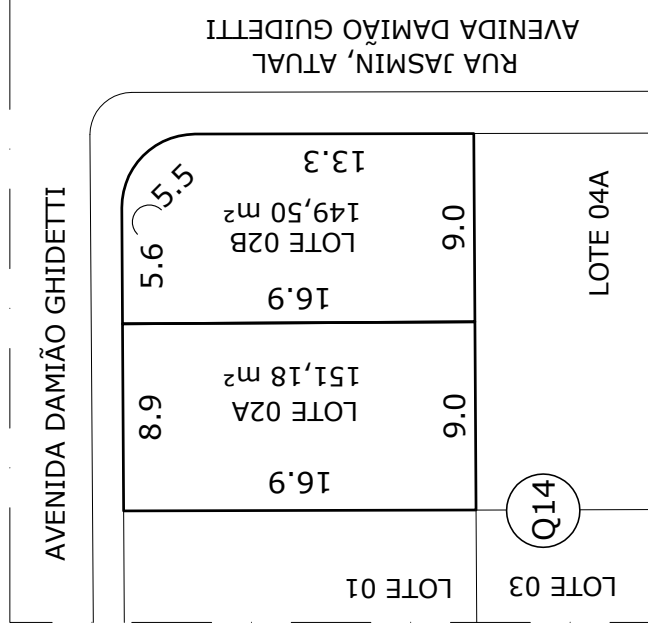 RUA JASMIN, ATUAL
AVENIDA DAMIÃO GUIDETTI
AVENIDA DAMIÃO GHIDETTI
13.3
5.5
5.6
LOTE 02B
149,50 m²
9.0
16.9
LOTE 04A
8.9
LOTE 02A
151,18 m²
9.0
16.9
Q14
LOTE 01
LOTE 03